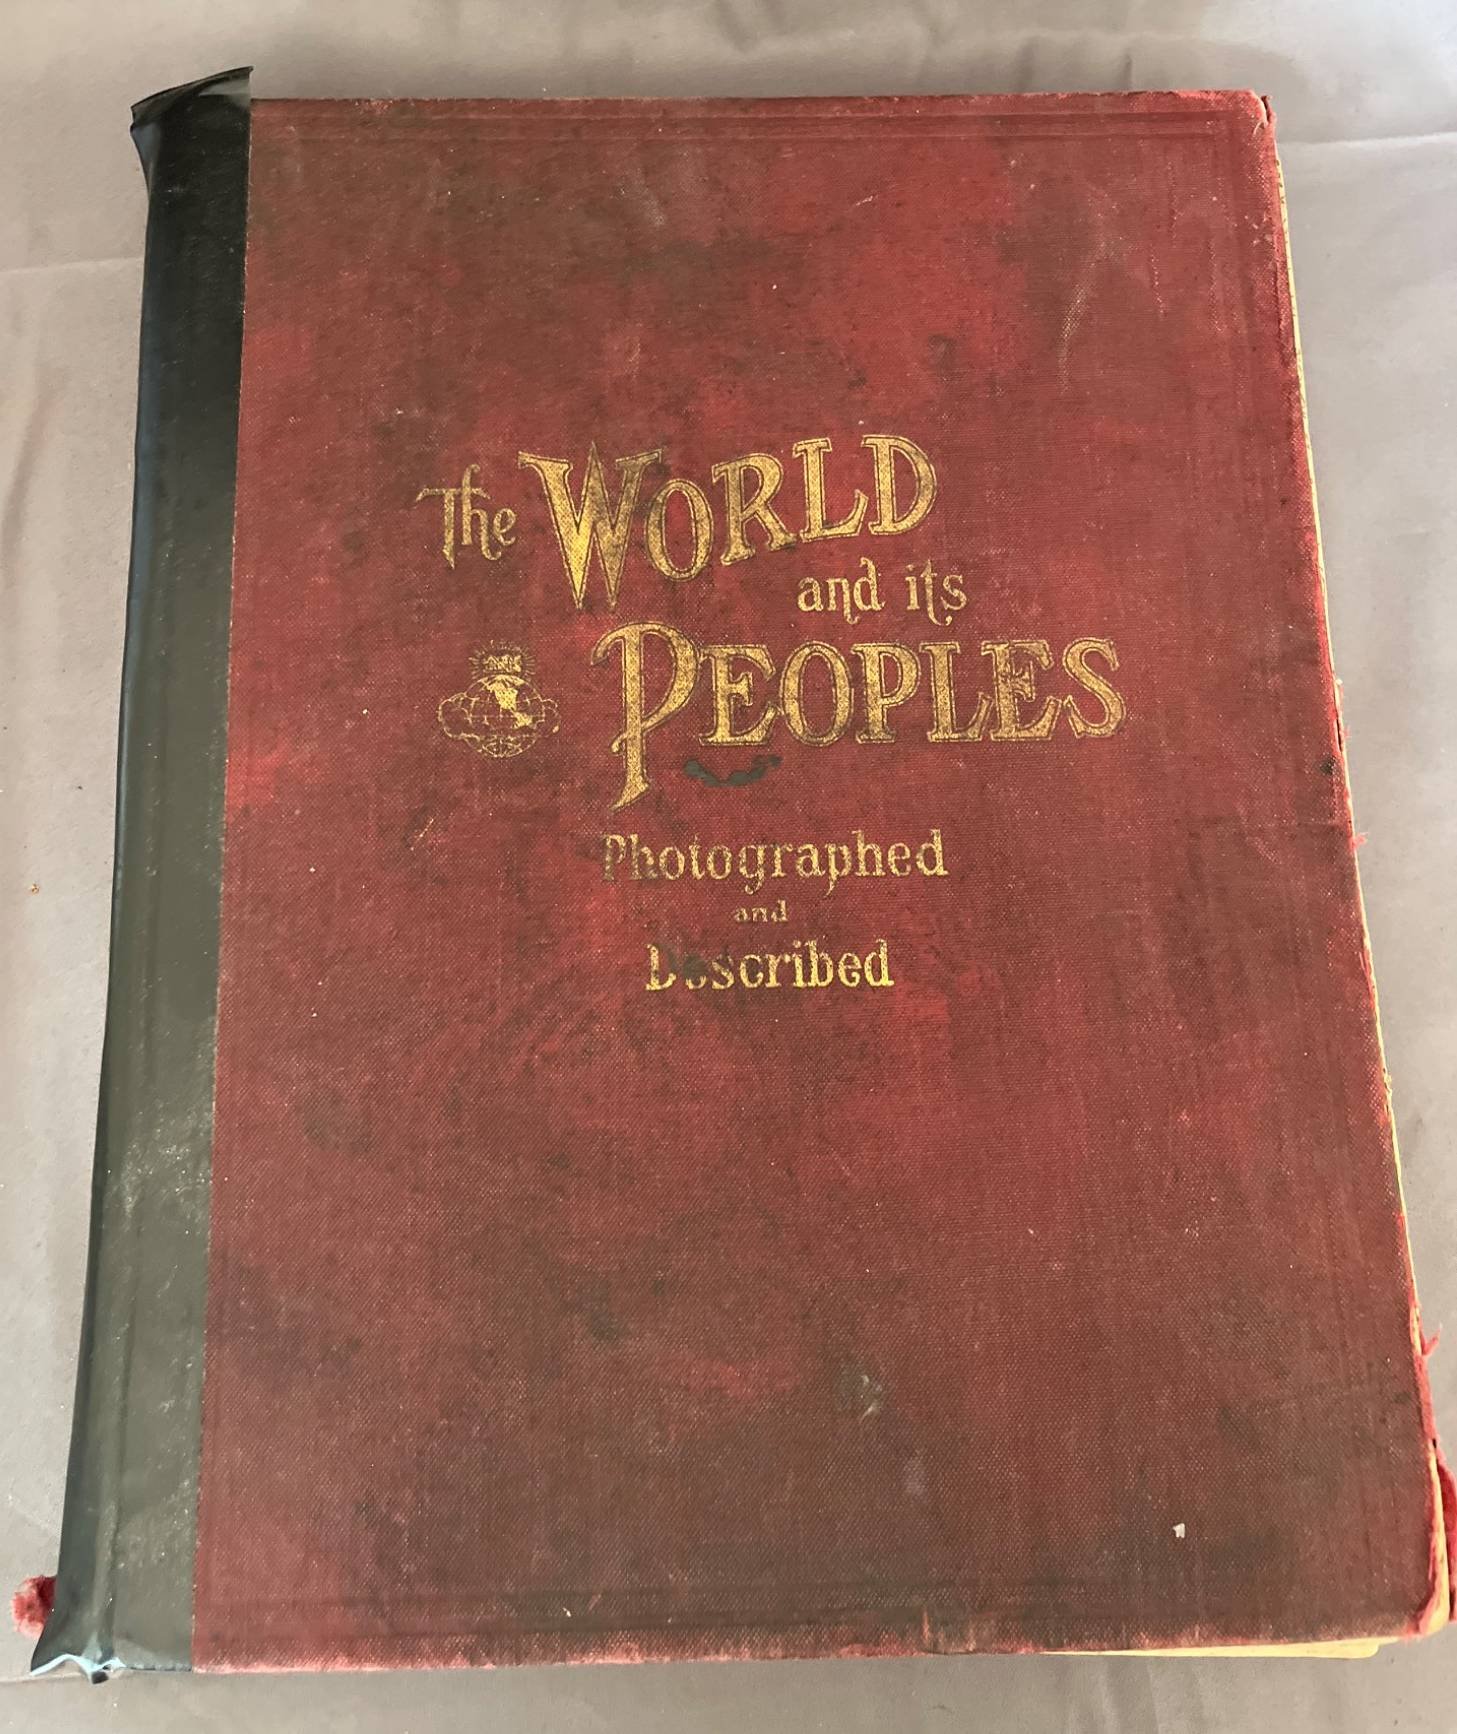 The WORLD
and its
PEOPLES
Photographed
and
Described